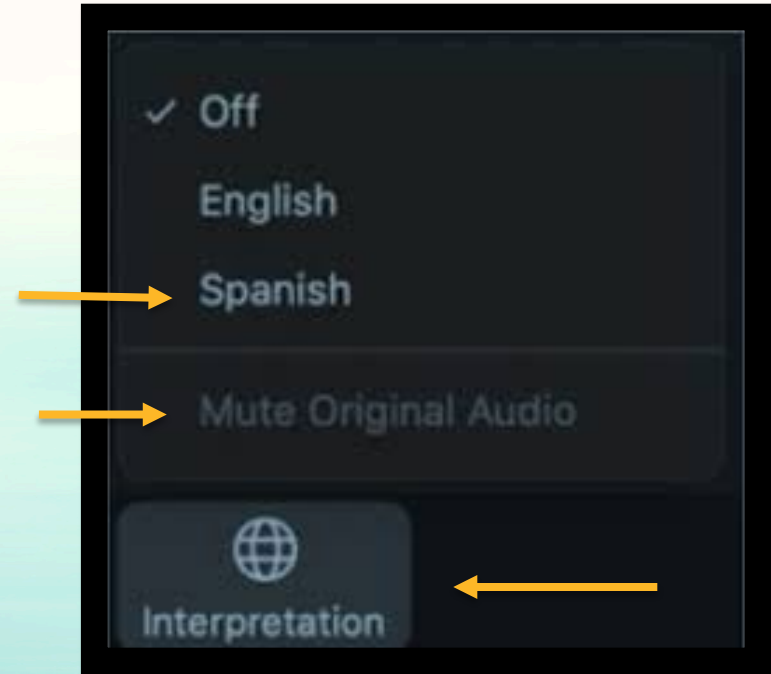 Off
English
Spanish
Mute Original Audio
Interpretation